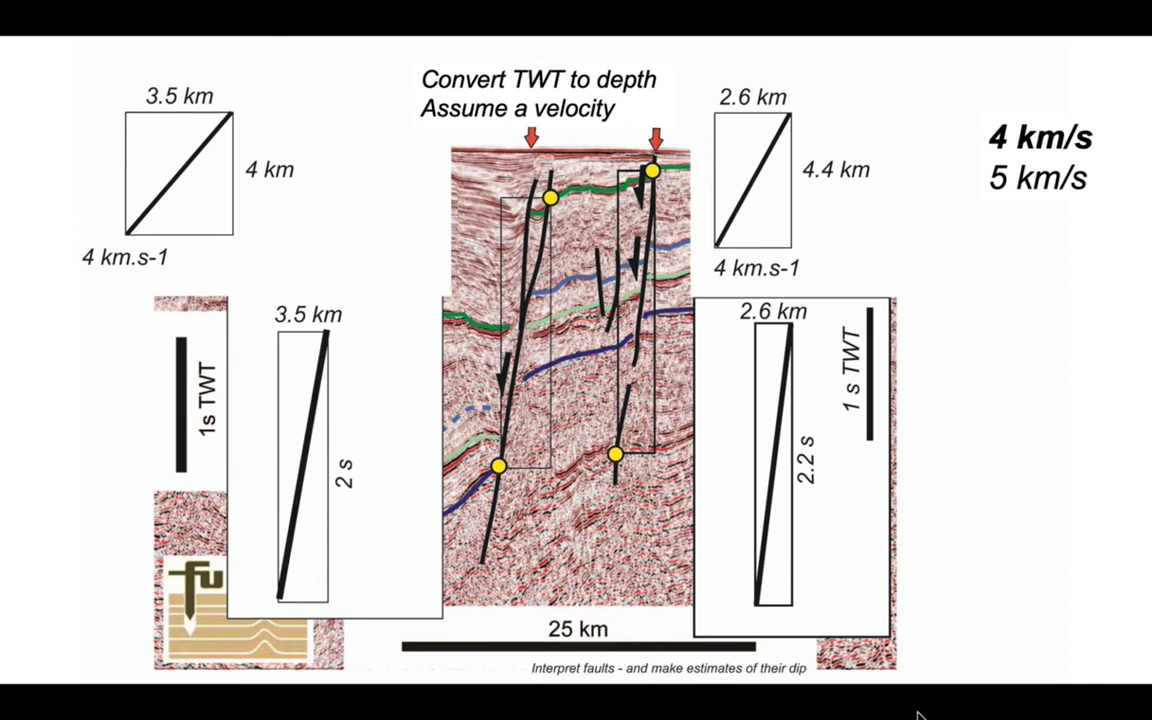 Convert TWT to depth
Assume a velocity
3.5 km
4 km
4 km.s-1
2.6 km
4.4 km
4 km.s-1
4 km/s
5 km/s
1s TWT
3.5 km
2 s
2.6 km
2.2 s
1 s TWT
fu
25 km
Interpret faults - and make estimates of their dip